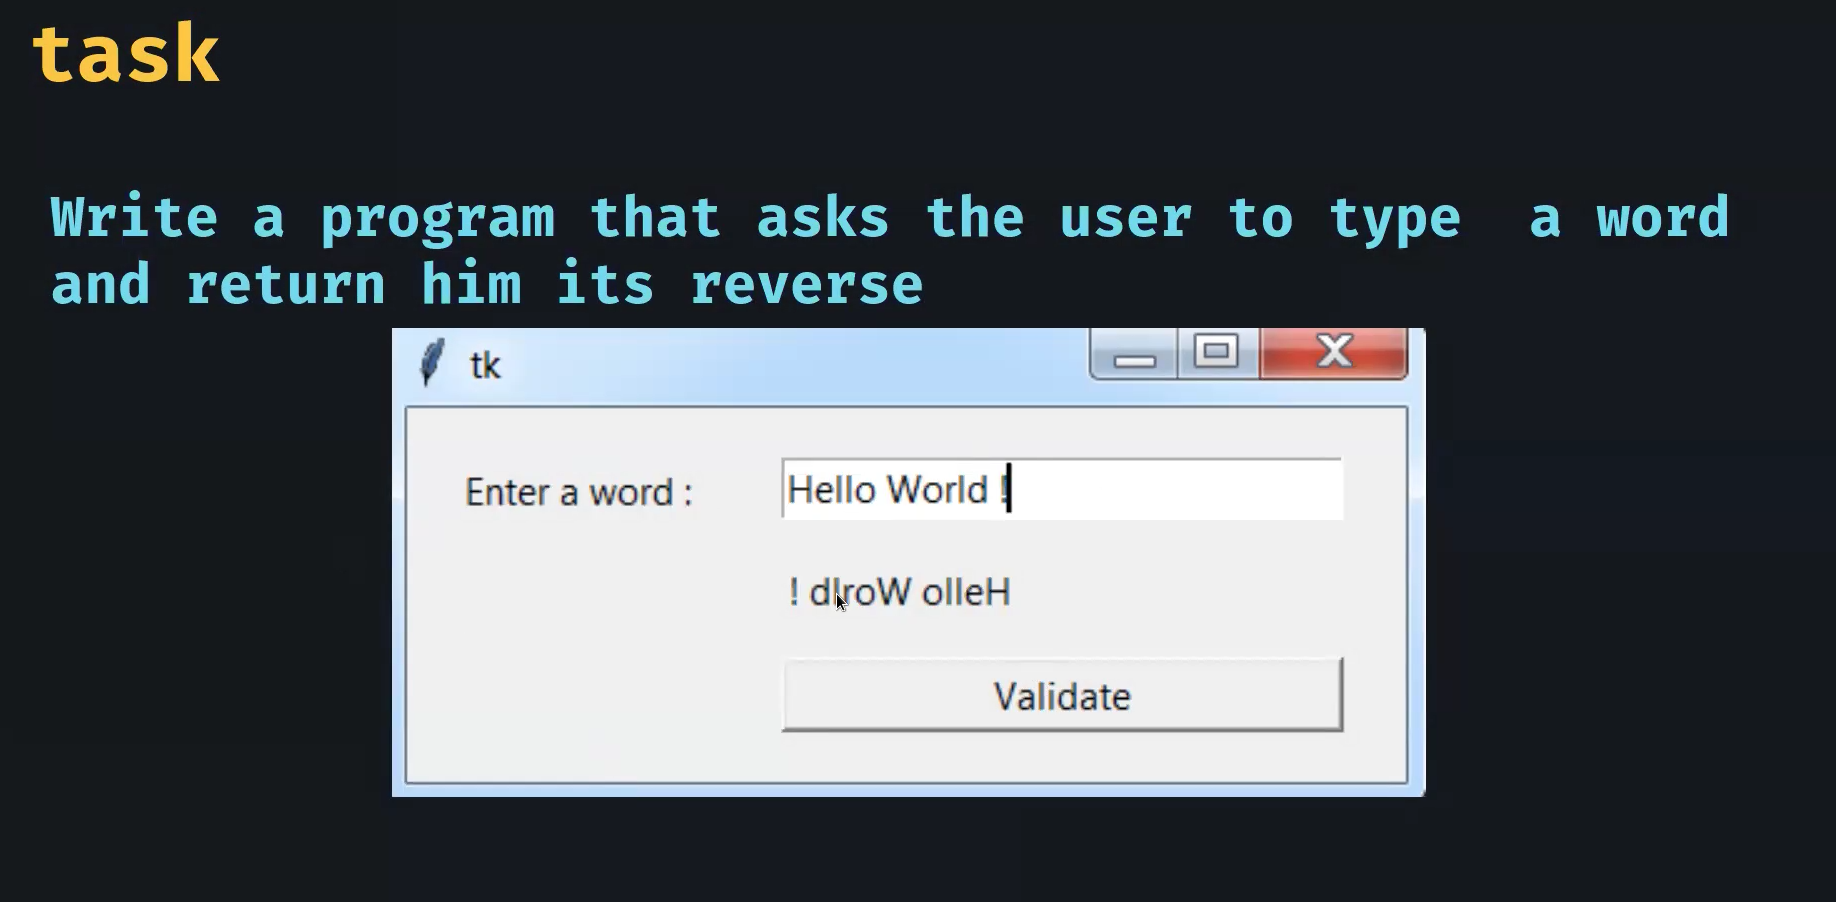 task
Write a program that asks the user to type  a word
and return him its reverse
tk
Enter a word :
Hello World !
! dlroW olleH
Validate